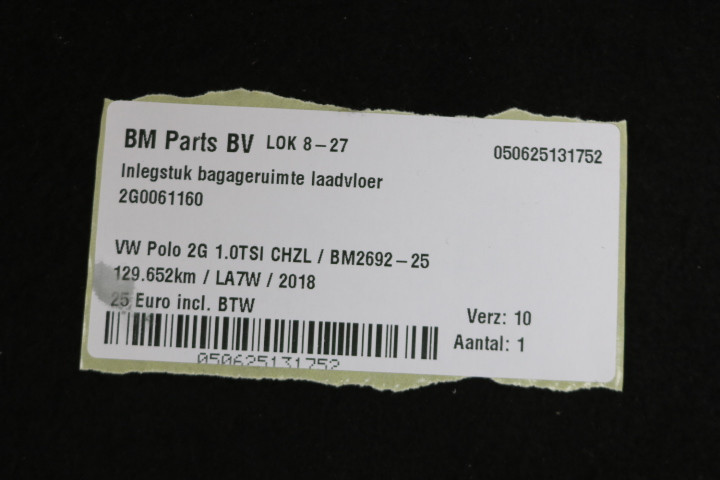 BM Parts BV LOK 8-27 050625131752
Inlegstuk bagageruimte laadvloer
2G0061160
VW Polo 2G 1.0TSI CHZL / BM2692-25
129.652km / LA7W / 2018
25 Euro incl. BTW
Verz: 10
Aantal: 1
050625131752